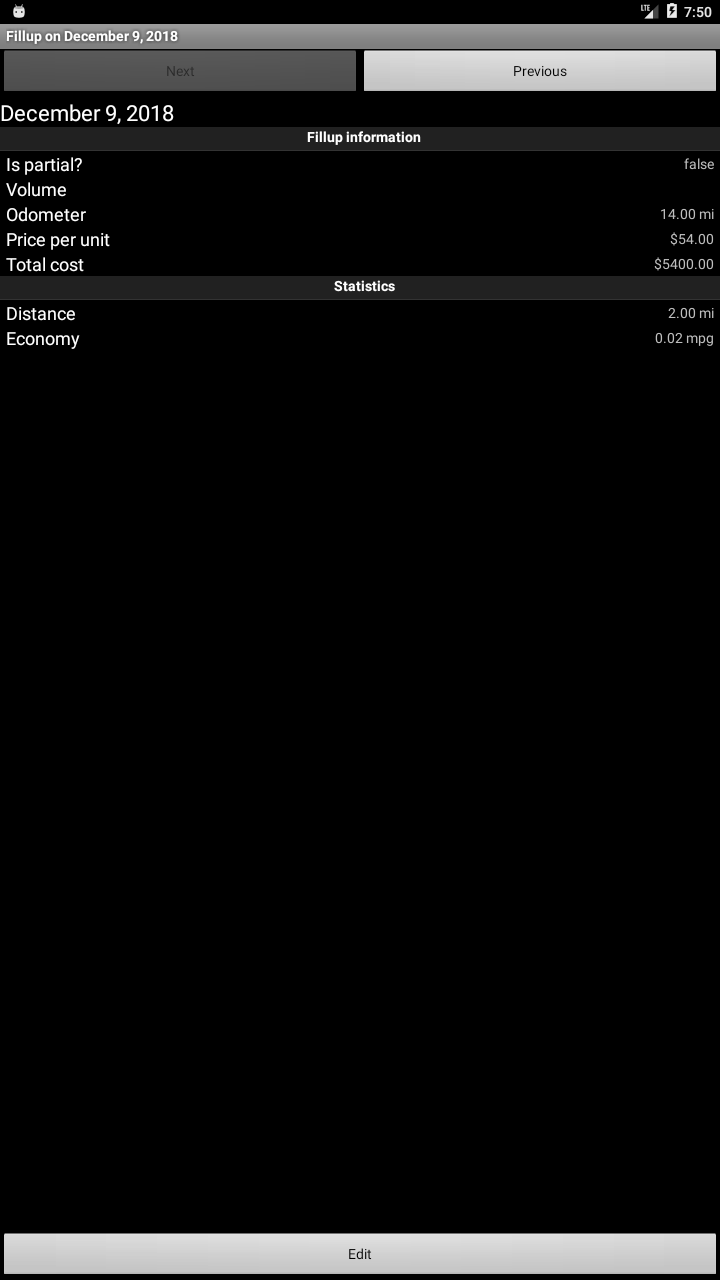 LTE 7:50
Fillup on December 9, 2018
Next Previous
December 9, 2018
Fillup information
Is partial? false
Volume
Odometer 14.00 mi
Price per unit $54.00
Total cost $5400.00
Statistics
Distance 2.00 mi
Economy 0.02 mpg
Edit